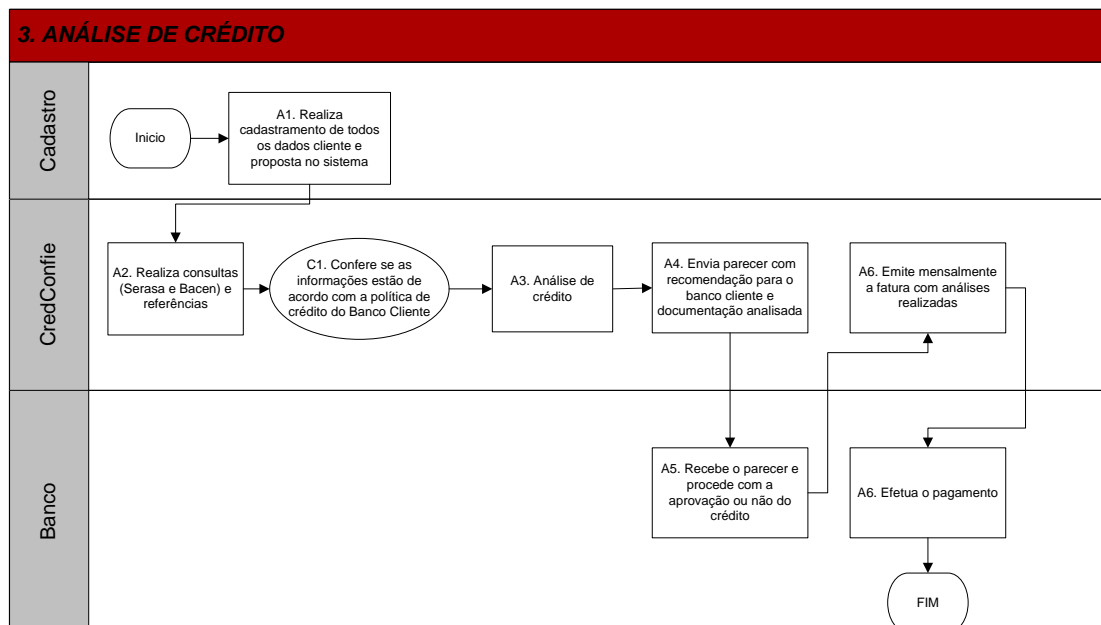 3. ANÁLISE DE CRÉDITO
Cadastro
Inicio
A1. Realiza
cadastramento de todos
os dados cliente e
proposta no sistema
CredConfie
A2. Realiza consultas
(Serasa e Bacen) e
referências
C1. Confere se as
informações estão de
acordo com a política de
crédito do Banco Cliente
A3. Análise de
crédito
A4. Envia parecer com
recomendação para o
banco cliente e
documentação analisada
A6. Emite mensalmente
a fatura com análises
realizadas
Banco
A5. Recebe o parecer e
procede com a
aprovação ou não do
crédito
A6. Efetua o pagamento
FIM